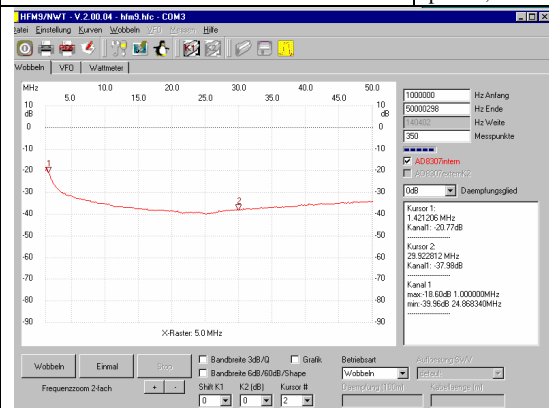 HFM9/NWT - V.2.00.04 - hfm9.hfc - COM3
Datei Einstellung Kurven Wobbeln VFO Messen Hilfe
Wobbeln VFO Wattmeter
MHz 10.0 20.0 30.0 40.0 50.0
5.0 15.0 25.0 35.0 45.0
10 10
dB dB
0 0
-10 -10
-20 -20
-30 -30
-40 -40
-50 -50
-60 -60
-70 -70
-80 -80
-90 -90
1
2
X-Raster: 5.0 MHz
1000000 Hz Anfang
50000298 Hz Ende
140402 Hz Weite
350 Messpunkte
AD8307intern
0dB Daempfungsglied
Kursor 1:
1.421206 MHz
Kanal1: -20.77dB
--------------------
Kursor 2:
29.922812 MHz
Kanal1: -37.98dB
--------------------
Kanal 1
max:-18.60dB 1.000000MHz
min:-39.96dB 24.868340MHz
--------------------
Wobbeln Einmal Stop
Frequenzzoom 2-fach + -
Bandbreite 3dB/Q Grafik
Bandbreite 6dB/60dB/Shape
Shift K1 K2 (dB) Kursor #
0 0 2
Betriebsart
Wobbeln
Daempfung (100m)
Aufloesung SWV
default:
Kabellaenge (m)